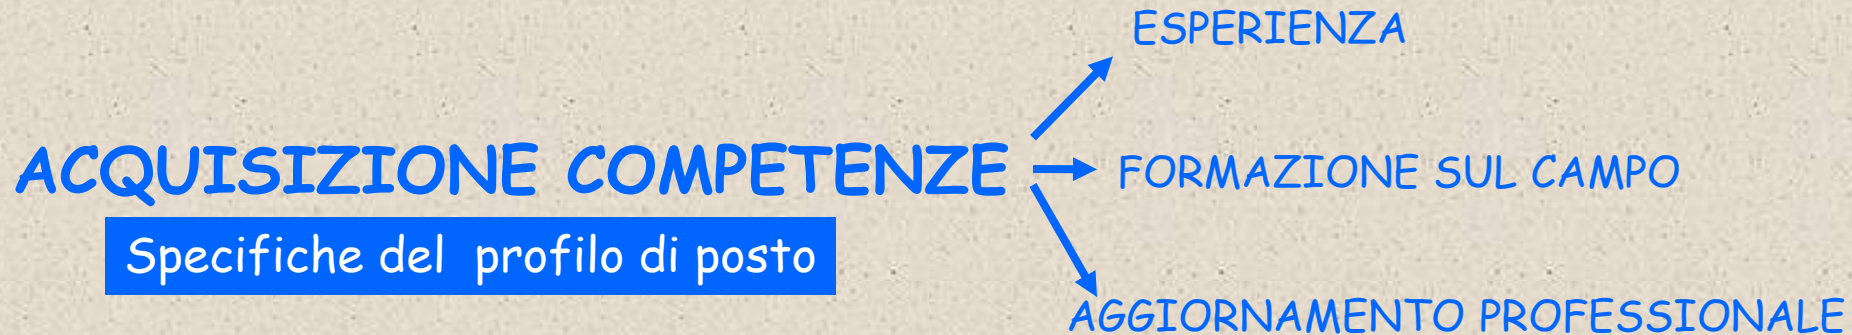 ESPERIENZA
ACQUISIZIONE COMPETENZE
FORMAZIONE SUL CAMPO
Specifiche del profilo di posto
AGGIORNAMENTO PROFESSIONALE